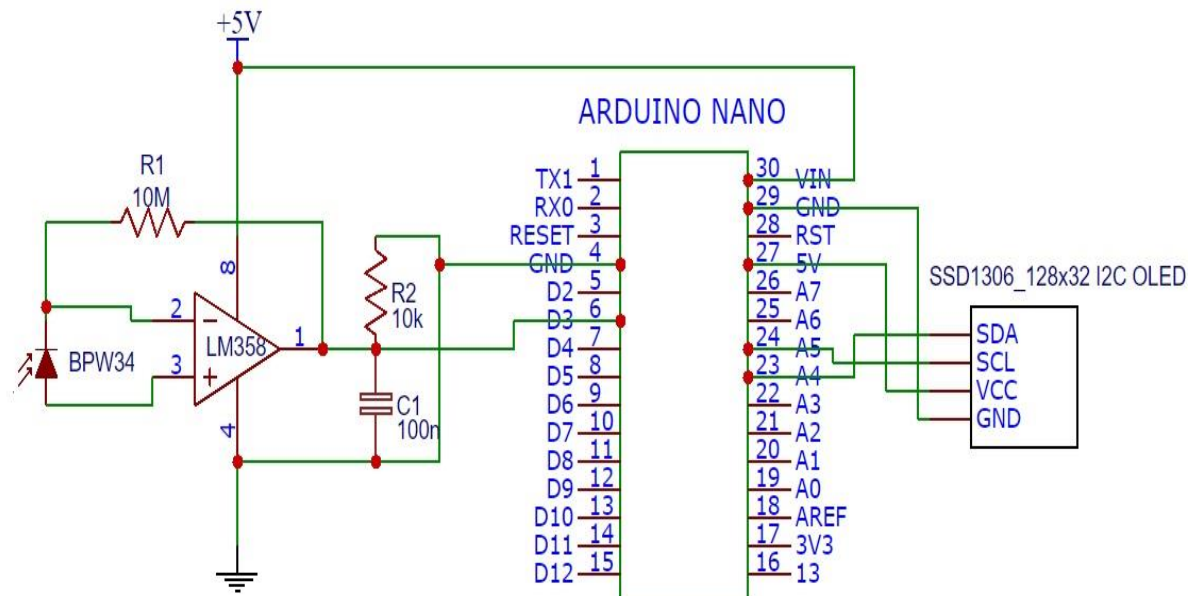 +5V
ARDUINO NANO
R1
10M
8
2
3
LM358
1
4
BPW34
R2
10k
C1
100n
TX1 1
RX0 2
RESET 3
GND 4
D2 5
D3 6
D4 7
D5 8
D6 9
D7 10
D8 11
D9 12
D10 13
D11 14
D12 15
30 VIN
29 GND
28 RST
27 5V
26 A7
25 A6
24 A5
23 A4
22 A3
21 A2
20 A1
19 A0
18 AREF
17 3V3
16 13
SSD1306_128x32 I2C OLED
SDA
SCL
VCC
GND